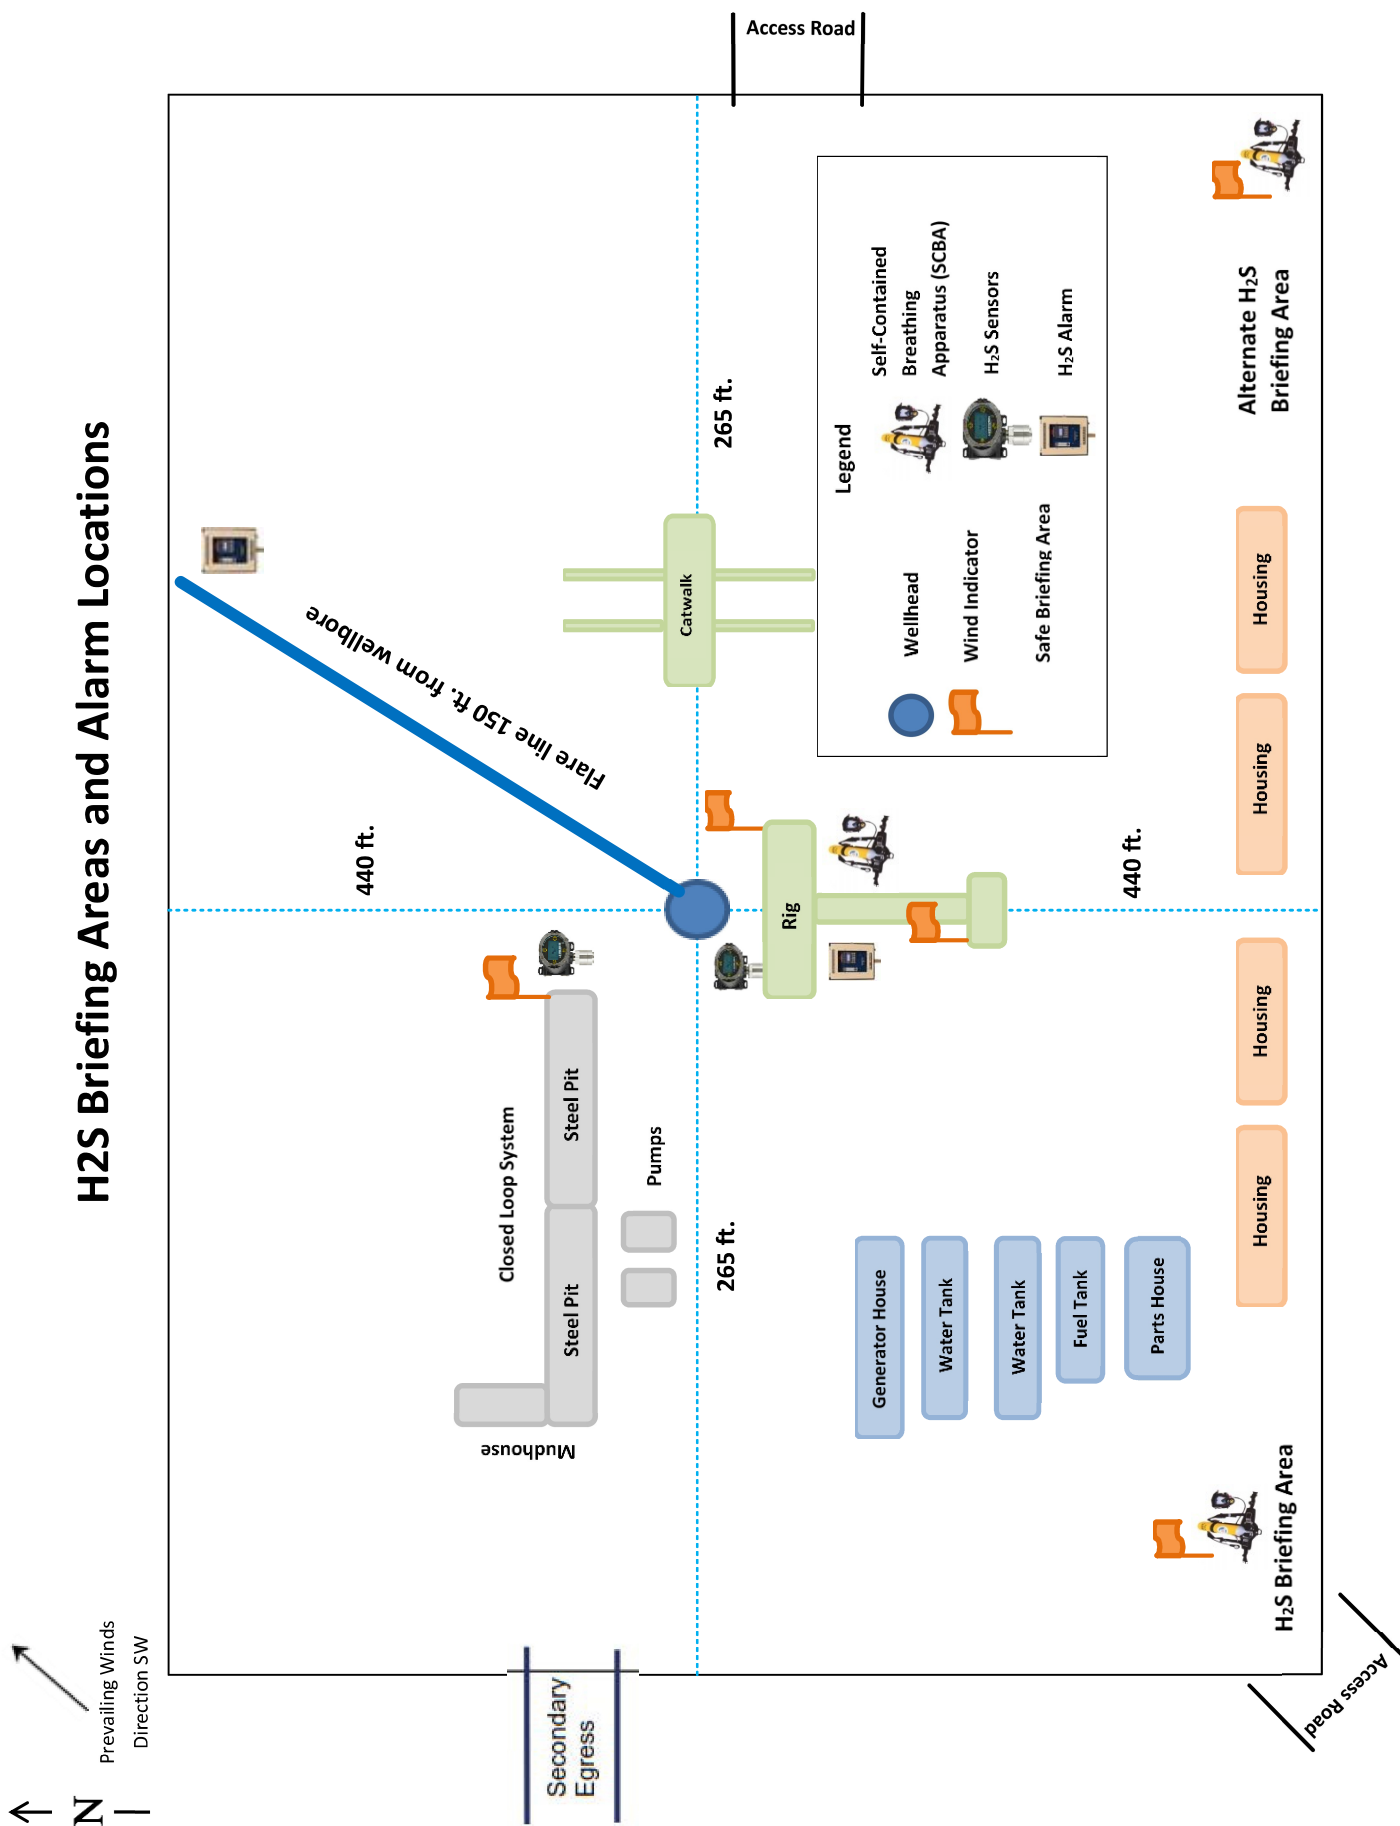 H2S Briefing Areas and Alarm Locations
N
Prevailing Winds
Direction SW
Secondary
Egress
Access Road
Access Road
440 ft.
440 ft.
265 ft.
265 ft.
Flare line 150 ft. from wellbore
Mudhouse
Closed Loop System
Steel Pit
Steel Pit
Pumps
Catwalk
Rig
Generator House
Water Tank
Water Tank
Fuel Tank
Parts House
Legend
Wellhead
Wind Indicator
Safe Briefing Area
Self-Contained
Breathing
Apparatus (SCBA)
H₂S Sensors
H₂S Alarm
Housing
Housing
Housing
Housing
H₂S Briefing Area
Alternate H₂S
Briefing Area